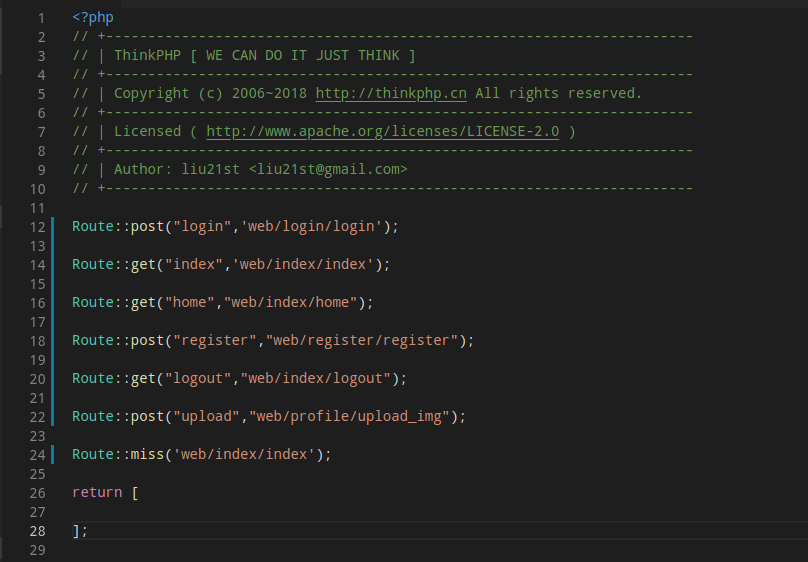 1 <?php
2 // +----------------------------------------------------------------------
3 // | ThinkPHP [ WE CAN DO IT JUST THINK ]
4 // +----------------------------------------------------------------------
5 // | Copyright (c) 2006~2018 http://thinkphp.cn All rights reserved.
6 // +----------------------------------------------------------------------
7 // | Licensed ( http://www.apache.org/licenses/LICENSE-2.0 )
8 // +----------------------------------------------------------------------
9 // | Author: liu21st <liu21st@gmail.com>
10 // +----------------------------------------------------------------------
11
12 Route::post("login",'web/login/login');
13
14 Route::get("index",'web/index/index');
15
16 Route::get("home","web/index/home");
17
18 Route::post("register","web/register/register");
19
20 Route::get("logout","web/index/logout");
21
22 Route::post("upload","web/profile/upload_img");
23
24 Route::miss('web/index/index');
25
26 return [
27
28 ];
29